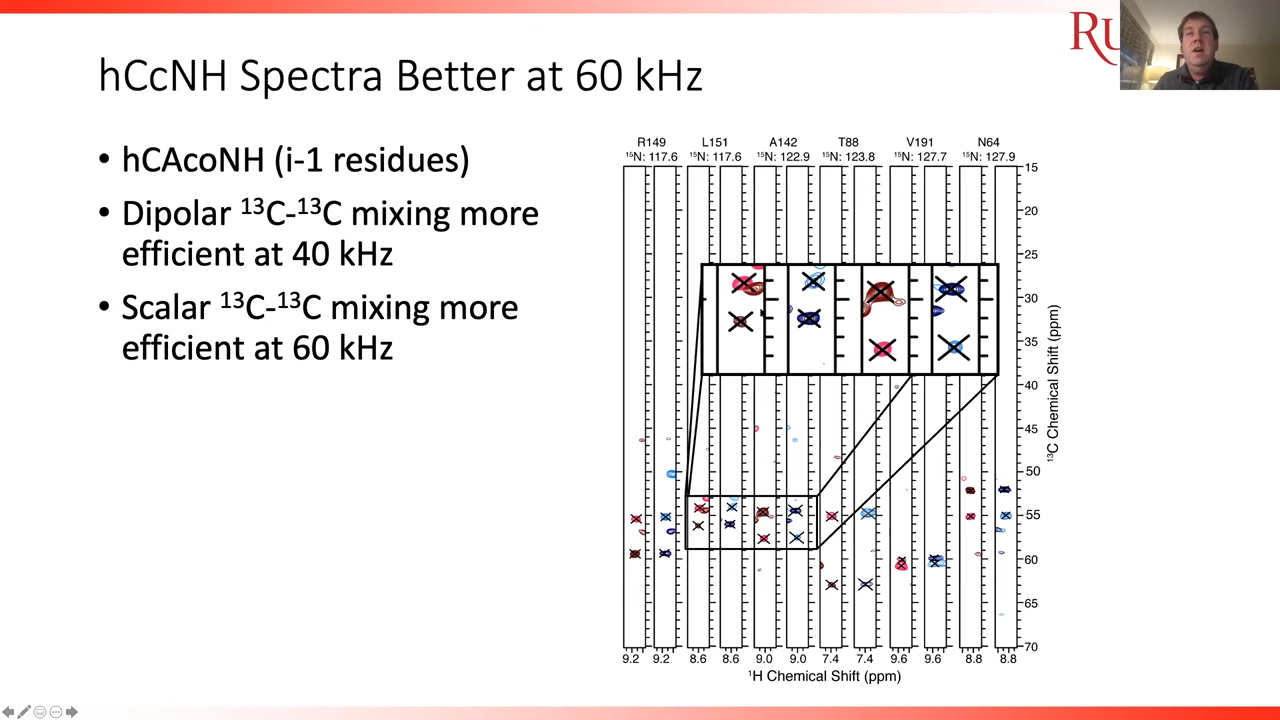 RU
hCcNH Spectra Better at 60 kHz
• hCAcoNH (i-1 residues)
• Dipolar ¹³C-¹³C mixing more
efficient at 40 kHz
• Scalar ¹³C-¹³C mixing more
efficient at 60 kHz
R149 L151 A142 T88 V191 N64
¹⁵N: 117.6 ¹⁵N: 117.6 ¹⁵N: 122.9 ¹⁵N: 123.8 ¹⁵N: 127.7 ¹⁵N: 127.9
15
20
25
30
35
40
45
50
55
60
65
70
¹³C Chemical Shift (ppm)
9.2 9.2 8.6 8.6 9.0 9.0 7.4 7.4 9.6 9.6 8.8 8.8
¹H Chemical Shift (ppm)